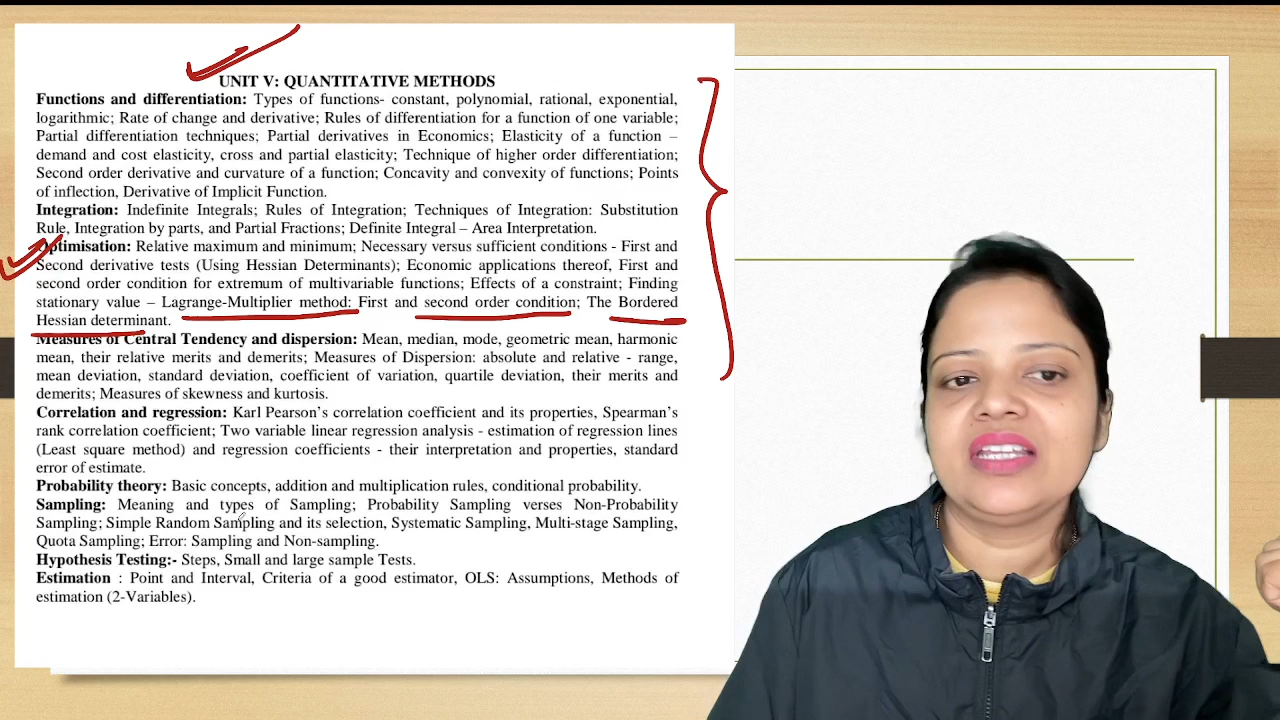 UNIT V: QUANTITATIVE METHODS
Functions and differentiation: Types of functions- constant, polynomial, rational, exponential,
logarithmic; Rate of change and derivative; Rules of differentiation for a function of one variable;
Partial differentiation techniques; Partial derivatives in Economics; Elasticity of a function –
demand and cost elasticity, cross and partial elasticity; Technique of higher order differentiation;
Second order derivative and curvature of a function; Concavity and convexity of functions; Points
of inflection, Derivative of Implicit Function.
Integration: Indefinite Integrals; Rules of Integration; Techniques of Integration: Substitution
Rule, Integration by parts, and Partial Fractions; Definite Integral – Area Interpretation.
Optimisation: Relative maximum and minimum; Necessary versus sufficient conditions - First and
Second derivative tests (Using Hessian Determinants); Economic applications thereof, First and
second order condition for extremum of multivariable functions; Effects of a constraint; Finding
stationary value – Lagrange-Multiplier method: First and second order condition; The Bordered
Hessian determinant.
Measures of Central Tendency and dispersion: Mean, median, mode, geometric mean, harmonic
mean, their relative merits and demerits; Measures of Dispersion: absolute and relative - range,
mean deviation, standard deviation, coefficient of variation, quartile deviation, their merits and
demerits; Measures of skewness and kurtosis.
Correlation and regression: Karl Pearson’s correlation coefficient and its properties, Spearman’s
rank correlation coefficient; Two variable linear regression analysis - estimation of regression lines
(Least square method) and regression coefficients - their interpretation and properties, standard
error of estimate.
Probability theory: Basic concepts, addition and multiplication rules, conditional probability.
Sampling: Meaning and types of Sampling; Probability Sampling verses Non-Probability
Sampling; Simple Random Sampling and its selection, Systematic Sampling, Multi-stage Sampling,
Quota Sampling; Error: Sampling and Non-sampling.
Hypothesis Testing:- Steps, Small and large sample Tests.
Estimation : Point and Interval, Criteria of a good estimator, OLS: Assumptions, Methods of
estimation (2-Variables).